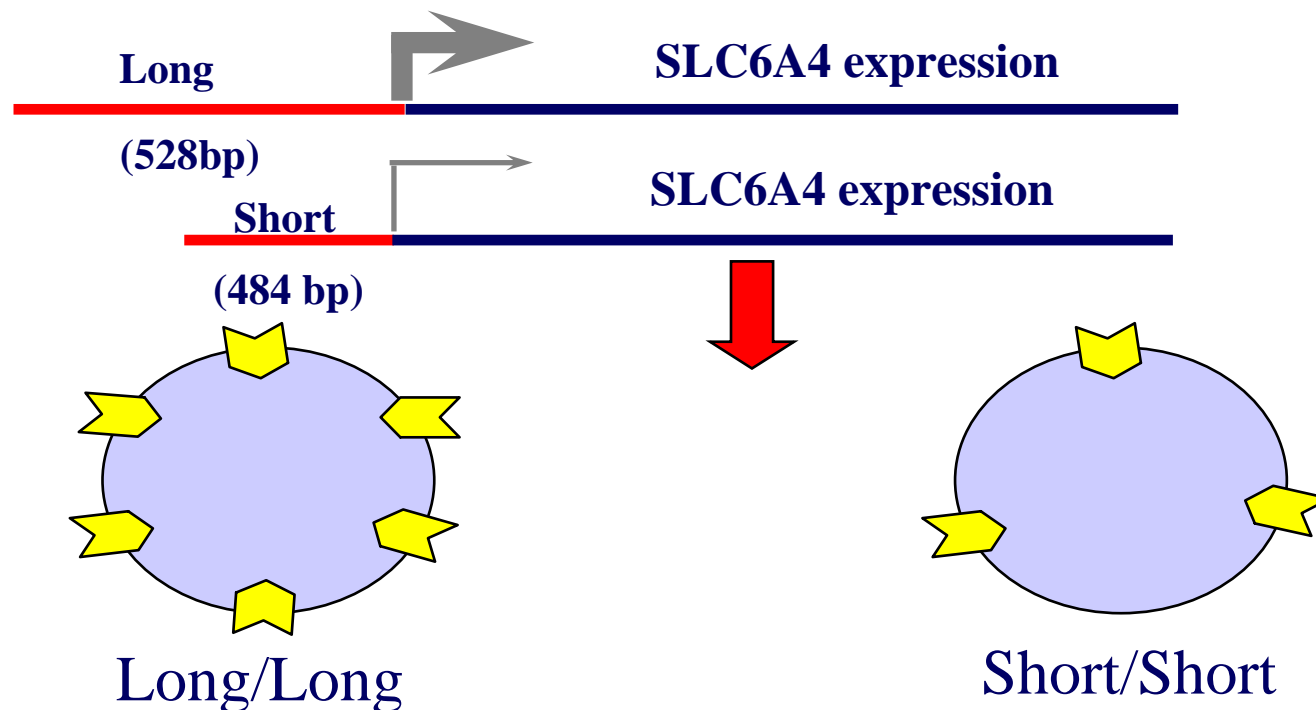 Long
SLC6A4 expression
(528bp)
SLC6A4 expression
Short
(484 bp)
Long/Long
Short/Short